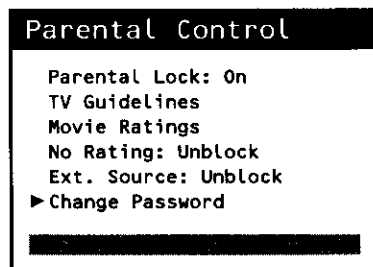 Parental Control
Parental Lock: On
TV Guidelines
Movie Ratings
No Rating: Unblock
Ext. Source: Unblock
▶Change Password